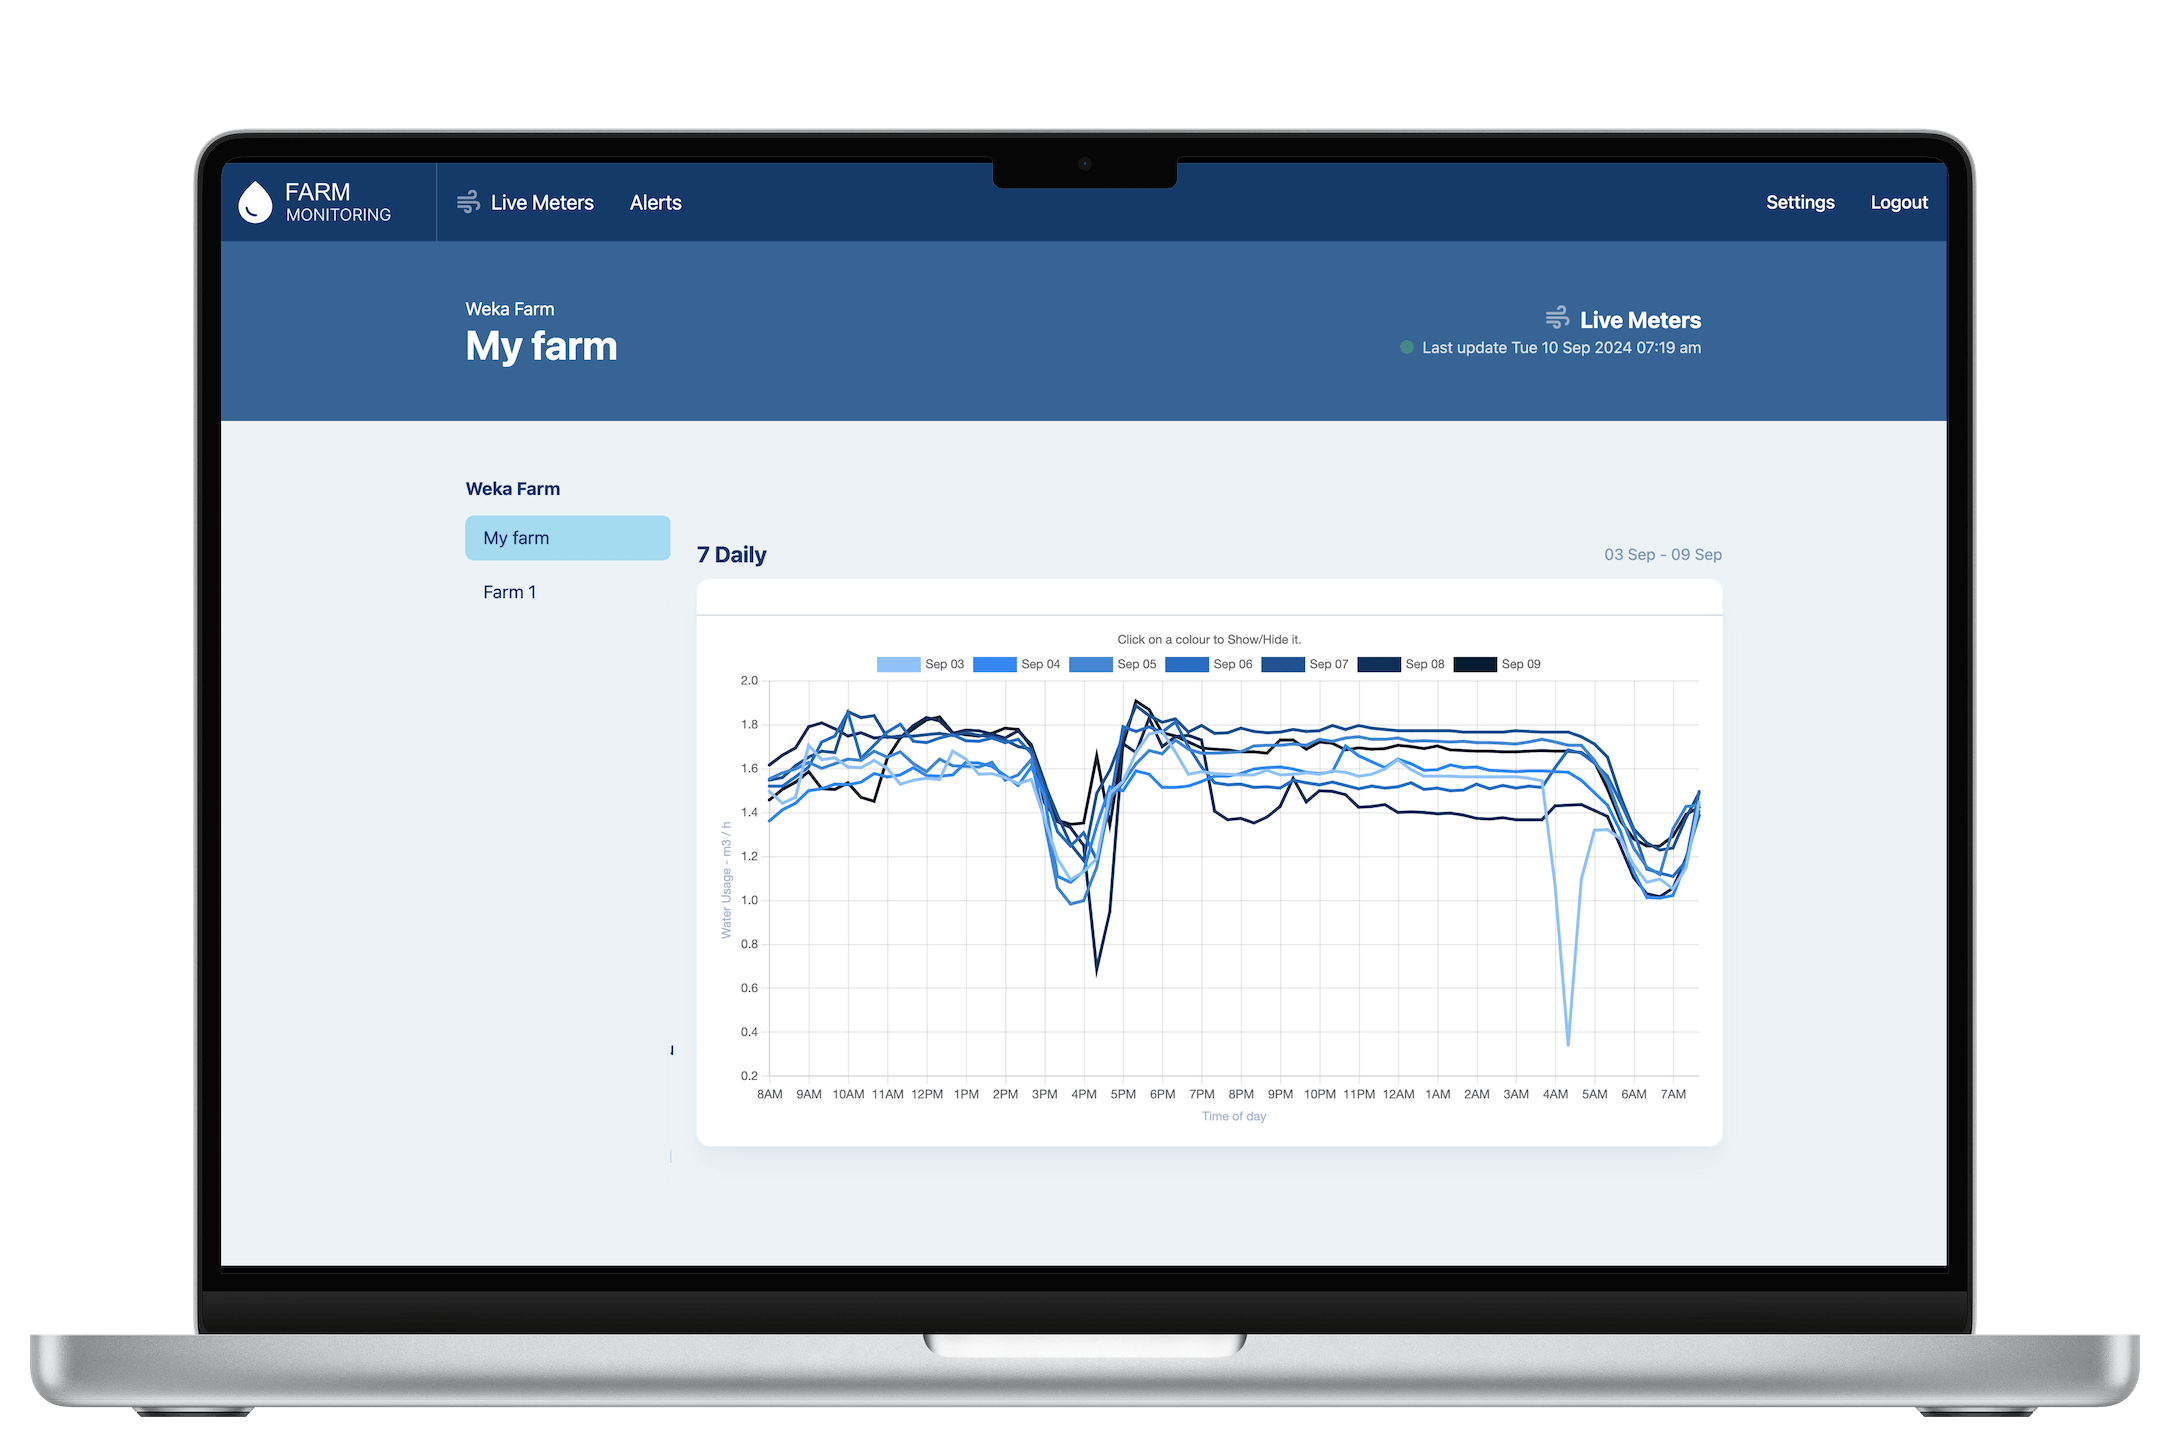 FARM
MONITORING
Live Meters
Alerts
Settings
Logout
Weka Farm
My farm
Live Meters
Last update Tue 10 Sep 2024 07:19 am
Weka Farm
My farm
Farm 1
7 Daily
03 Sep - 09 Sep
Click on a colour to Show/Hide it.
Sep 03 Sep 04 Sep 05 Sep 06 Sep 07 Sep 08 Sep 09
2.0
1.8
1.6
1.4
1.2
1.0
0.8
0.6
0.4
0.2
Water Usage - m3 / h
8AM 9AM 10AM 11AM 12PM 1PM 2PM 3PM 4PM 5PM 6PM 7PM 8PM 9PM 10PM 11PM 12AM 1AM 2AM 3AM 4AM 5AM 6AM 7AM
Time of day